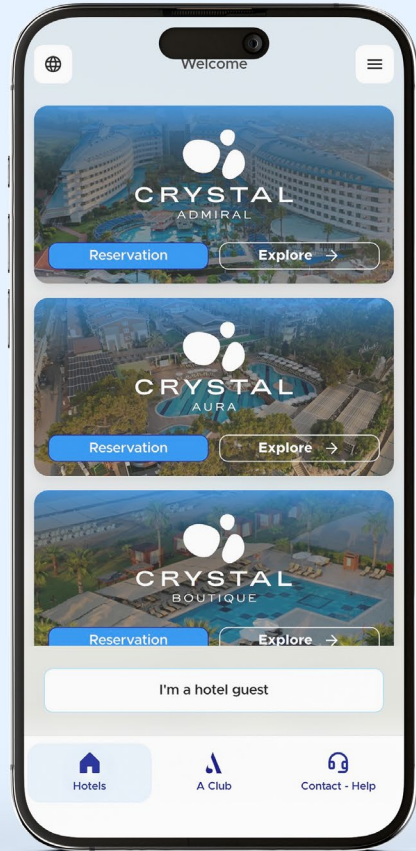 Welcome
CRYSTAL
ADMIRAL
Reservation
Explore →
CRYSTAL
AURA
Reservation
Explore →
CRYSTAL
BOUTIQUE
Reservation
Explore →
I'm a hotel guest
Hotels
A Club
Contact - Help